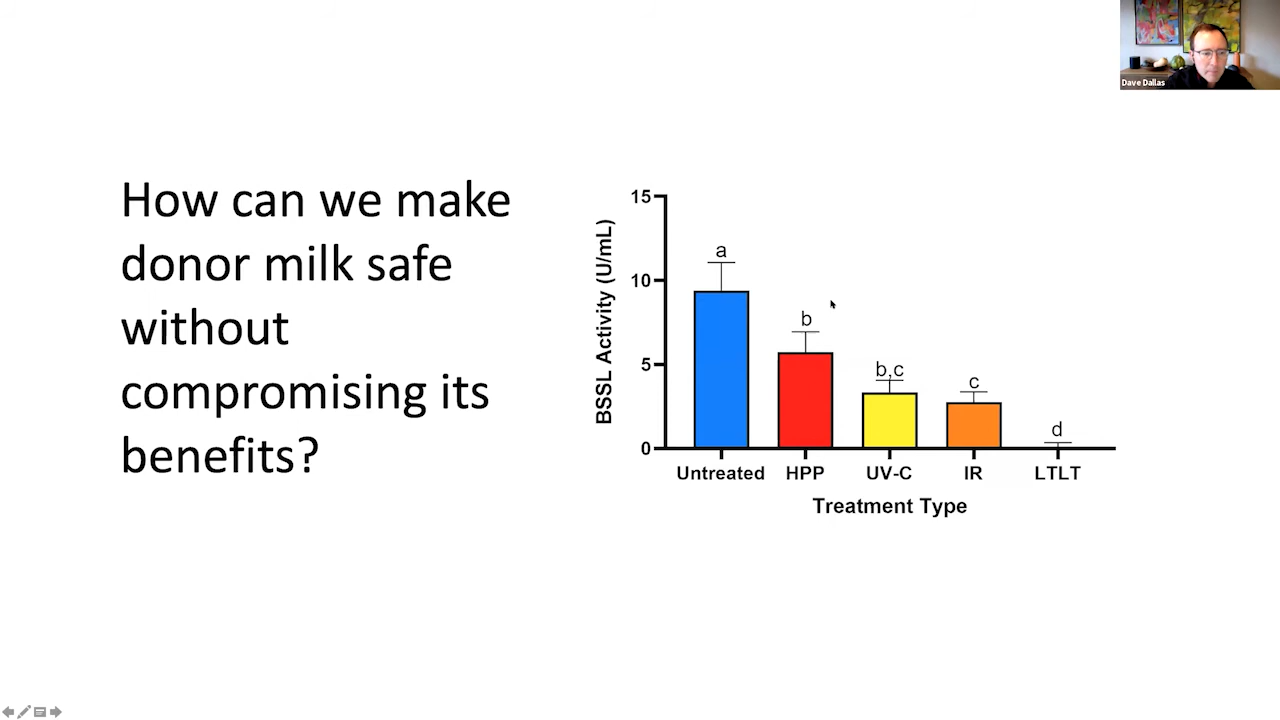 Dave Dallas
How can we make
donor milk safe
without
compromising its
benefits?
BSSL Activity (U/mL)
15
10
5
0
a
b
b,c
c
d
Untreated
HPP
UV-C
IR
LTLT
Treatment Type